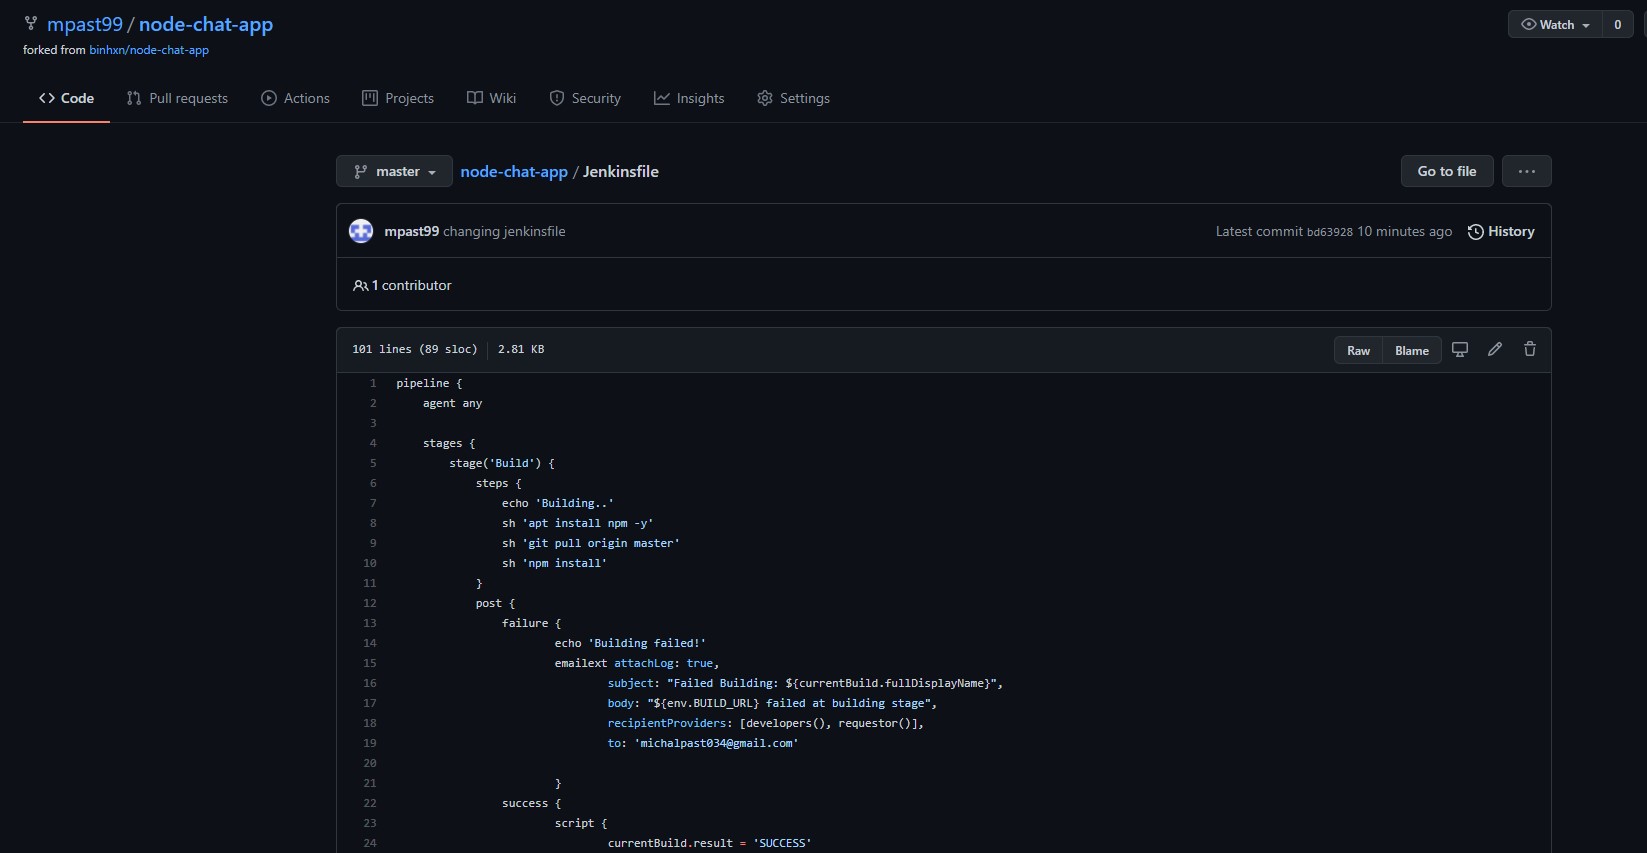 mpast99 / node-chat-app
Watch 0
forked from binhxn/node-chat-app
Code Pull requests Actions Projects Wiki Security Insights Settings
master node-chat-app / Jenkinsfile Go to file ...
mpast99 changing jenkinsfile Latest commit bd63928 10 minutes ago History
1 contributor
101 lines (89 sloc) 2.81 KB Raw Blame
1 pipeline {
2     agent any
3
4     stages {
5         stage('Build') {
6             steps {
7                 echo 'Building..'
8                 sh 'apt install npm -y'
9                 sh 'git pull origin master'
10                 sh 'npm install'
11             }
12             post {
13                 failure {
14                         echo 'Building failed!'
15                         emailext attachLog: true,
16                                 subject: "Failed Building: ${currentBuild.fullDisplayName}",
17                                 body: "${env.BUILD_URL} failed at building stage",
18                                 recipientProviders: [developers(), requestor()],
19                                 to: 'michalpast034@gmail.com'
20
21                         }
22                 success {
23                         script {
24                                 currentBuild.result = 'SUCCESS'